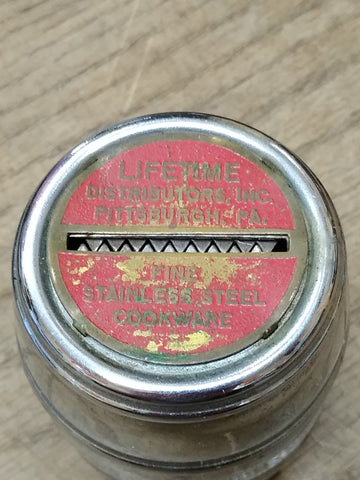 LIFETIME
DISTRIBUTORS, INC.
PITTSBURGH, PA.
FINE
STAINLESS STEEL
COOKWARE